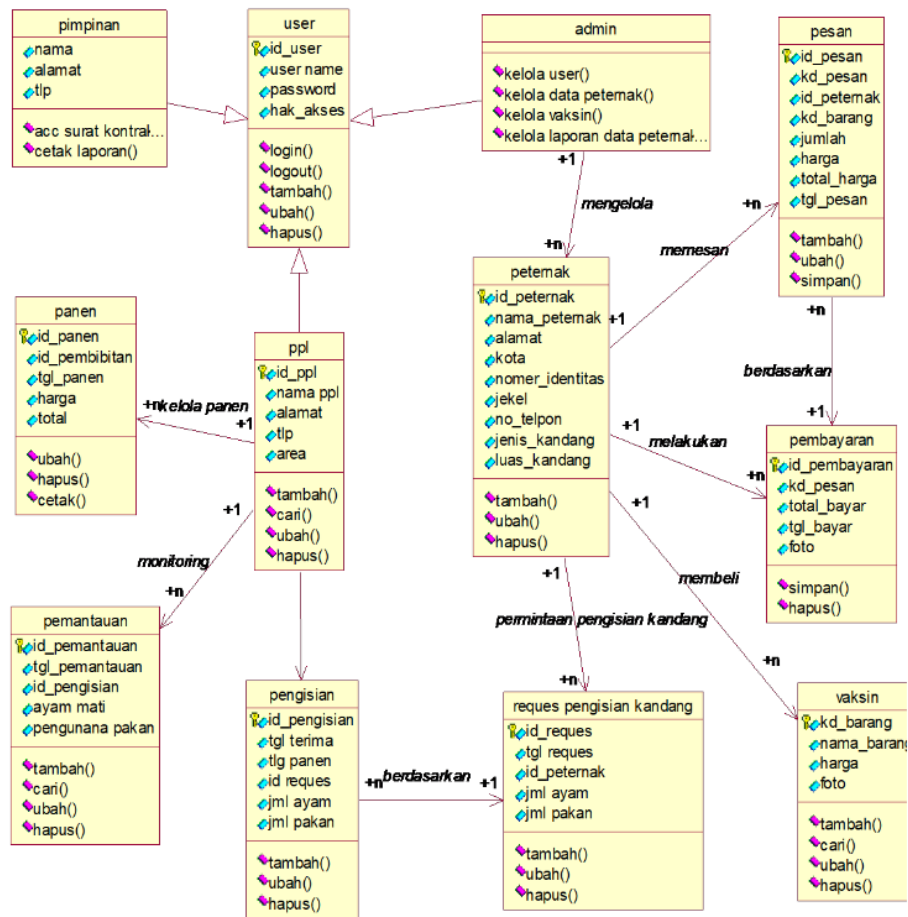 pimpinan
nama
alamat
tlp
acc surat kontrak...
cetak laporan()
user
id_user
user name
password
hak_akses
login()
logout()
tambah()
ubah()
hapus()
admin
kelola user()
kelola data peternak()
kelola vaksin()
kelola laporan data peternak...
pesan
id_pesan
kd_pesan
id_peternak
kd_barang
jumlah
harga
total_harga
tgl_pesan
tambah()
ubah()
simpan()
+1
mengelola
+n
+n
memesan
+1
+n
berdasarkan
+1
peternak
id_peternak
nama_peternak
alamat
kota
nomer_identitas
jekel
no_telpon
jenis_kandang
luas_kandang
tambah()
ubah()
hapus()
panen
id_panen
id_pembibitan
tgl_panen
harga
total
ubah()
hapus()
cetak()
+n kelola panen
+1
ppl
id_ppl
nama ppl
alamat
tlp
area
tambah()
cari()
ubah()
hapus()
+1
melakukan
+n
pembayaran
id_pembayaran
kd_pesan
total_bayar
tgl_bayar
foto
simpan()
hapus()
+1
monitoring
+n
+1
membeli
+n
+1
permintaan pengisian kandang
+n
pemantauan
id_pemantauan
tgl_pemantauan
id_pengisian
ayam mati
pengunana pakan
tambah()
cari()
ubah()
hapus()
pengisian
id_pengisian
tgl terima
tlg panen
id reques
jml ayam
jml pakan
tambah()
ubah()
hapus()
+n berdasarkan +1
reques pengisian kandang
id_reques
tgl reques
id_peternak
jml ayam
jml pakan
tambah()
ubah()
hapus()
vaksin
kd_barang
nama_barang
harga
foto
tambah()
cari()
ubah()
hapus()